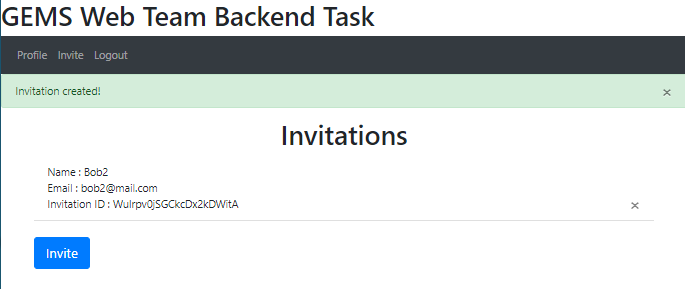 GEMS Web Team Backend Task
Profile Invite Logout
Invitation created! ×
Invitations
Name : Bob2
Email : bob2@mail.com
Invitation ID : WuIrpv0jSGCkcDx2kDWitA ×
Invite